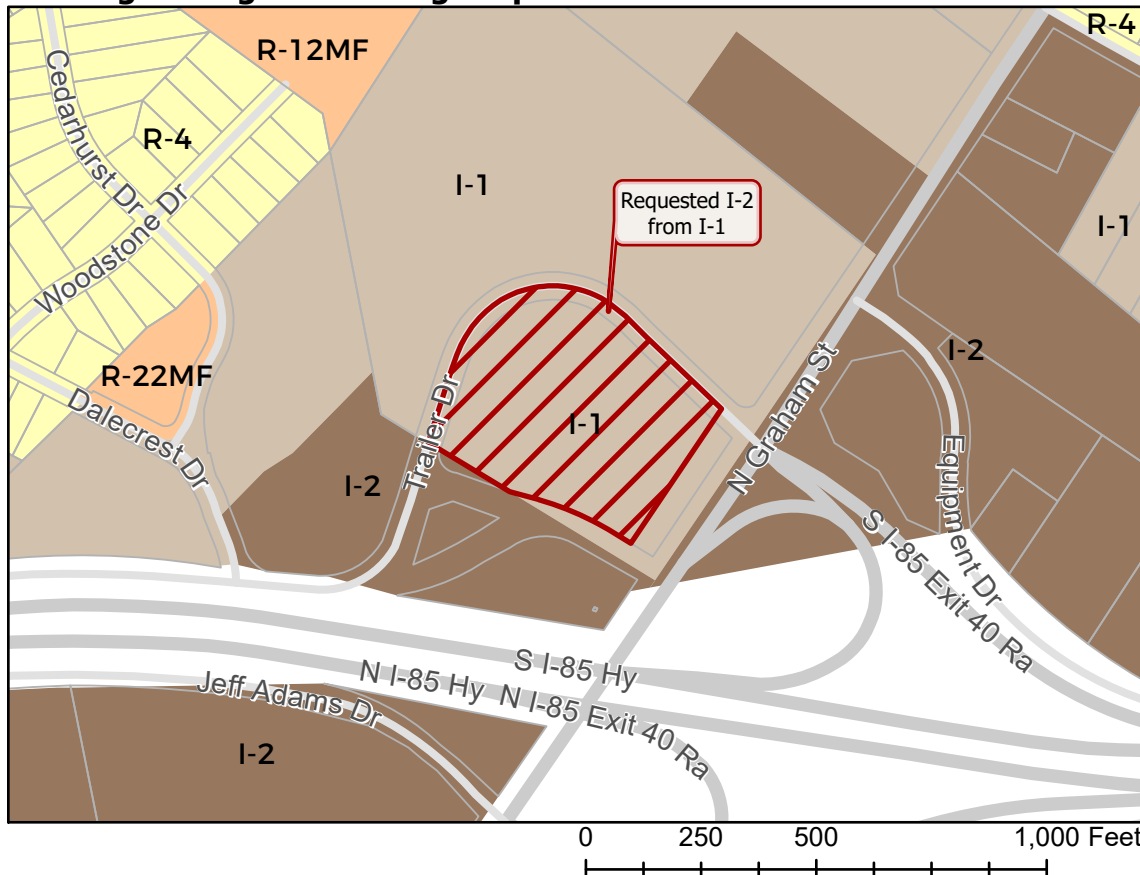 R-12MF
R-4
Cedarhurst Dr
R-4
Woodstone Dr
I-1
Requested I-2
from I-1
I-1
R-22MF
Dalecrest Dr
I-2
Trailer Dr
I-1
N Graham St
I-2
Equipment Dr
S I-85 Exit 40 Ra
S I-85 Hy
N I-85 Hy
N I-85 Exit 40 Ra
Jeff Adams Dr
I-2
0 250 500 1,000 Feet